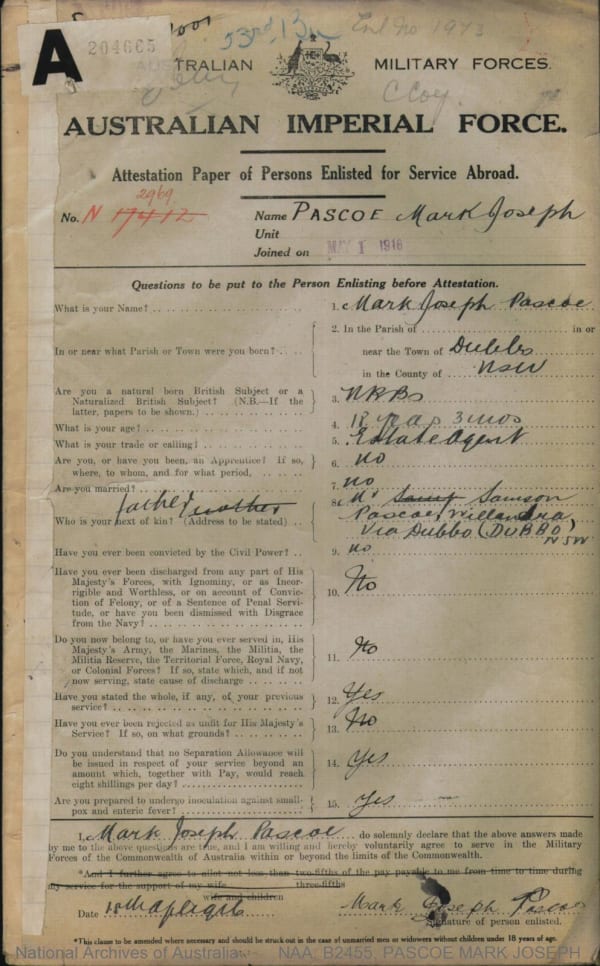 53rd, 13n Enl No 1973
A 204665
TRALIAN MILITARY FORCES.
C Coy.
AUSTRALIAN IMPERIAL FORCE.
Attestation Paper of Persons Enlisted for Service Abroad.
2969
No. N 17412 Name PASCOE Mark Joseph
Unit
Joined on MAY 1 1916
Questions to be put to the Person Enlisting before Attestation.
What is your Name? 1. Mark Joseph Pascoe
2. In the Parish of in or
In or near what Parish or Town were you born? near the Town of Dubbo
in the County of NSW
Are you a natural born British Subject or a
Naturalized British Subject? (N.B.—If the 3. NRBS
latter, papers to be shown.)
What is your age? 4. 18 yrs 3 mos
What is your trade or calling? 5. Estate Agent
Are you, or have you been, an Apprentice? If so, 6. no
where, to whom, and for what period,
Are you married? 7. no
father mother 8. Mr Samson
Who is your next of kin? (Address to be stated) Pascoe, Willandra
Via Dubbo (DUBBO) NSW
Have you ever been convicted by the Civil Power? 9. no
Have you ever been discharged from any part of His
Majesty's Forces, with Ignominy, or as Incor-
rigible and Worthless, or on account of Convic-
tion of Felony, or of a Sentence of Penal Servi- 10. No
tude, or have you been dismissed with Disgrace
from the Navy?
Do you now belong to, or have you ever served in, His
Majesty's Army, the Marines, the Militia, the
Militia Reserve, the Territorial Force, Royal Navy, 11. No
or Colonial Forces? If so, state which, and if not
now serving, state cause of discharge
Have you stated the whole, if any, of your previous 12. Yes
service?
Have you ever been rejected as unfit for His Majesty's 13. No
Service? If so, on what grounds?
Do you understand that no Separation Allowance will
be issued in respect of your service beyond an 14. Yes
amount which, together with Pay, would reach
eight shillings per day?
Are you prepared to undergo inoculation against small- 15. Yes
pox and enteric fever?
I, Mark Joseph Pascoe do solemnly declare that the above answers made
by me to the above questions are true, and I am willing and hereby voluntarily agree to serve in the Military
Forces of the Commonwealth of Australia within or beyond the limits of the Commonwealth.
*And I further agree to allot not less than two-fifths of the pay payable to me from time to time during
my service for the support of my wife three-fifths
wife and children
Date April 1916 Mark Joseph Pascoe
Signature of person enlisted.
*This clause to be amended where necessary and should be struck out in the case of unmarried men or widowers without children under 18 years of age.
National Archives of Australia NAA: B2455, PASCOE MARK JOSEPH